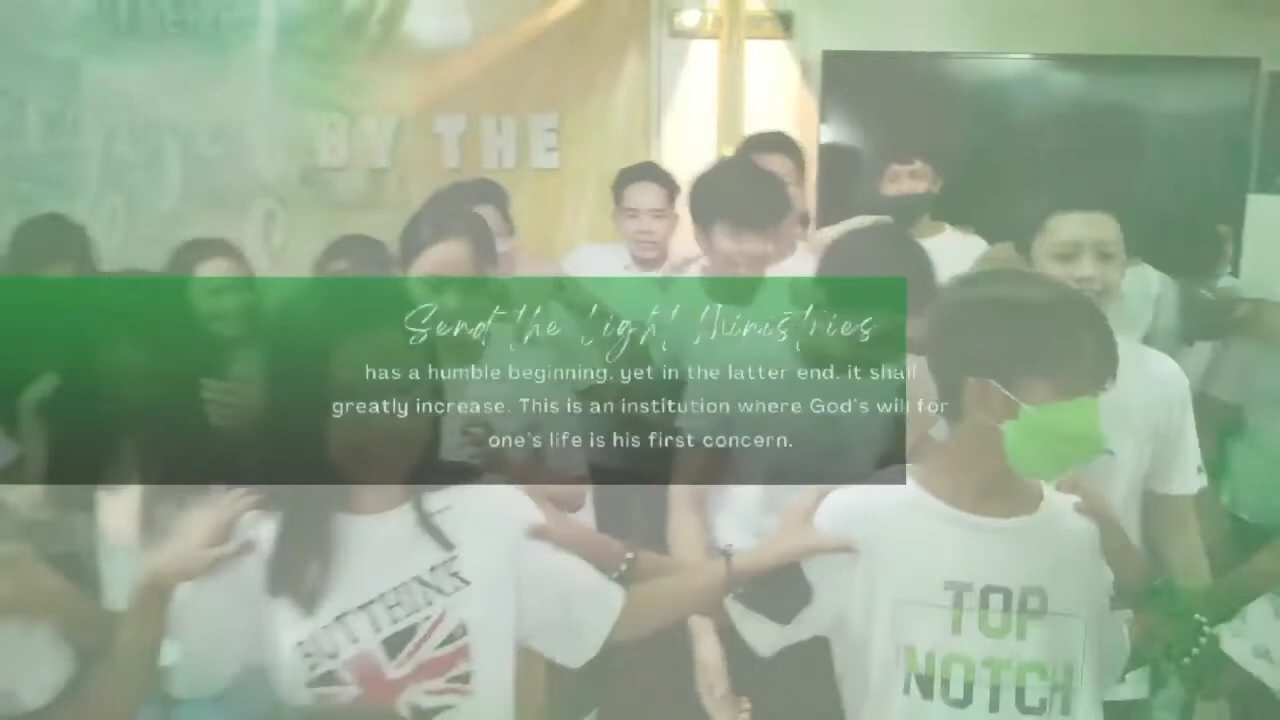 BY THE
Send the Light Ministries
has a humble beginning. yet in the latter end. it shall
greatly increase. This is an institution where God's will for
one's life is his first concern.
TOP
NOTCH